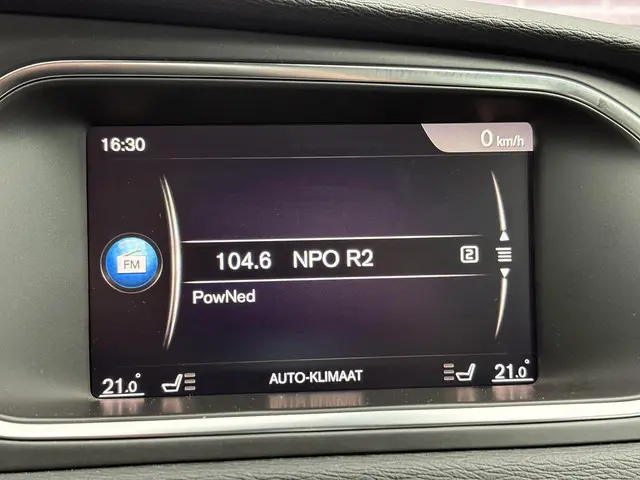 16:30 0 km/h
FM 104.6 NPO R2 2
PowNed
21.0° AUTO-KLIMAAT 21.0°